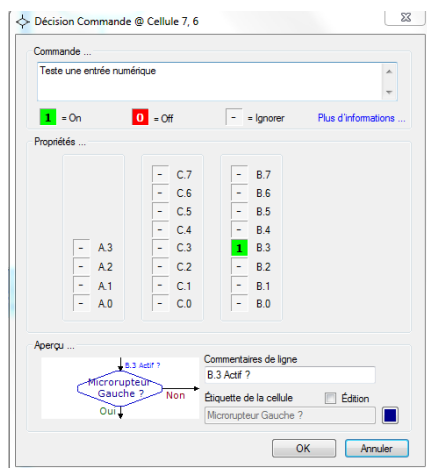 Décision Commande @ Cellule 7, 6
Commande ...
Teste une entrée numérique
1 = On 0 = Off - = Ignorer Plus d'informations ...
Propriétés ...
- C.7 - B.7
- C.6 - B.6
- C.5 - B.5
- C.4 - B.4
- A.3 - C.3 1 B.3
- A.2 - C.2 - B.2
- A.1 - C.1 - B.1
- A.0 - C.0 - B.0
Aperçu ...
B.3 Actif ?
Microrupteur
Gauche ?
Non
Oui
Commentaires de ligne
B.3 Actif ?
Étiquette de la cellule Édition
Microrupteur Gauche ?
OK Annuler